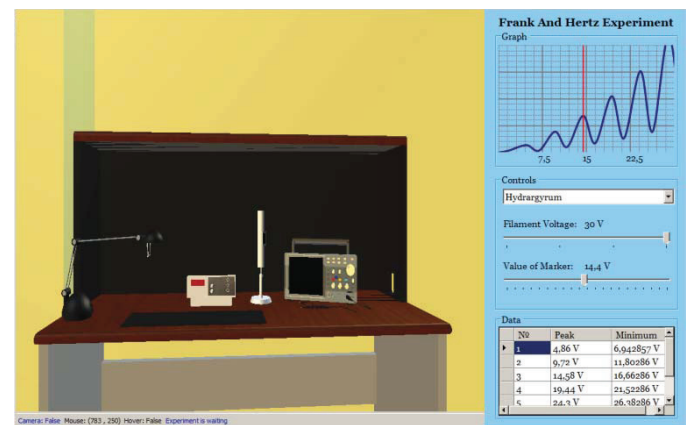 Frank And Hertz Experiment
Graph
7,5 15 22,5
Controls
Hydrargyrum
Filament Voltage: 30 V
Value of Marker: 14,4 V
Data
№ Peak Minimum
1 4,86 V 6,942857 V
2 9,72 V 11,80286 V
3 14,58 V 16,66286 V
4 19,44 V 21,52286 V
5 24,3 V 26,38286 V
Camera: False Mouse: (783 , 250) Hover: False Experiment is waiting